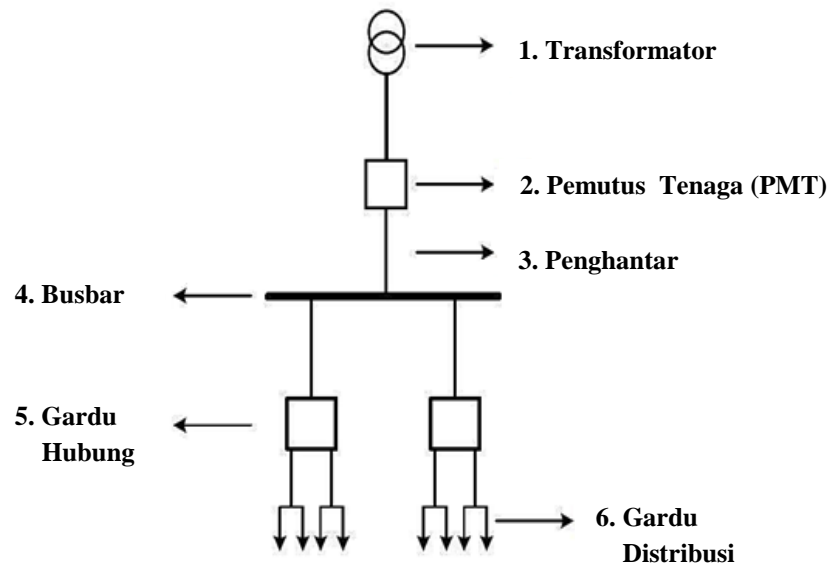 1. Transformator
2. Pemutus Tenaga (PMT)
3. Penghantar
4. Busbar
5. Gardu
Hubung
6. Gardu
Distribusi